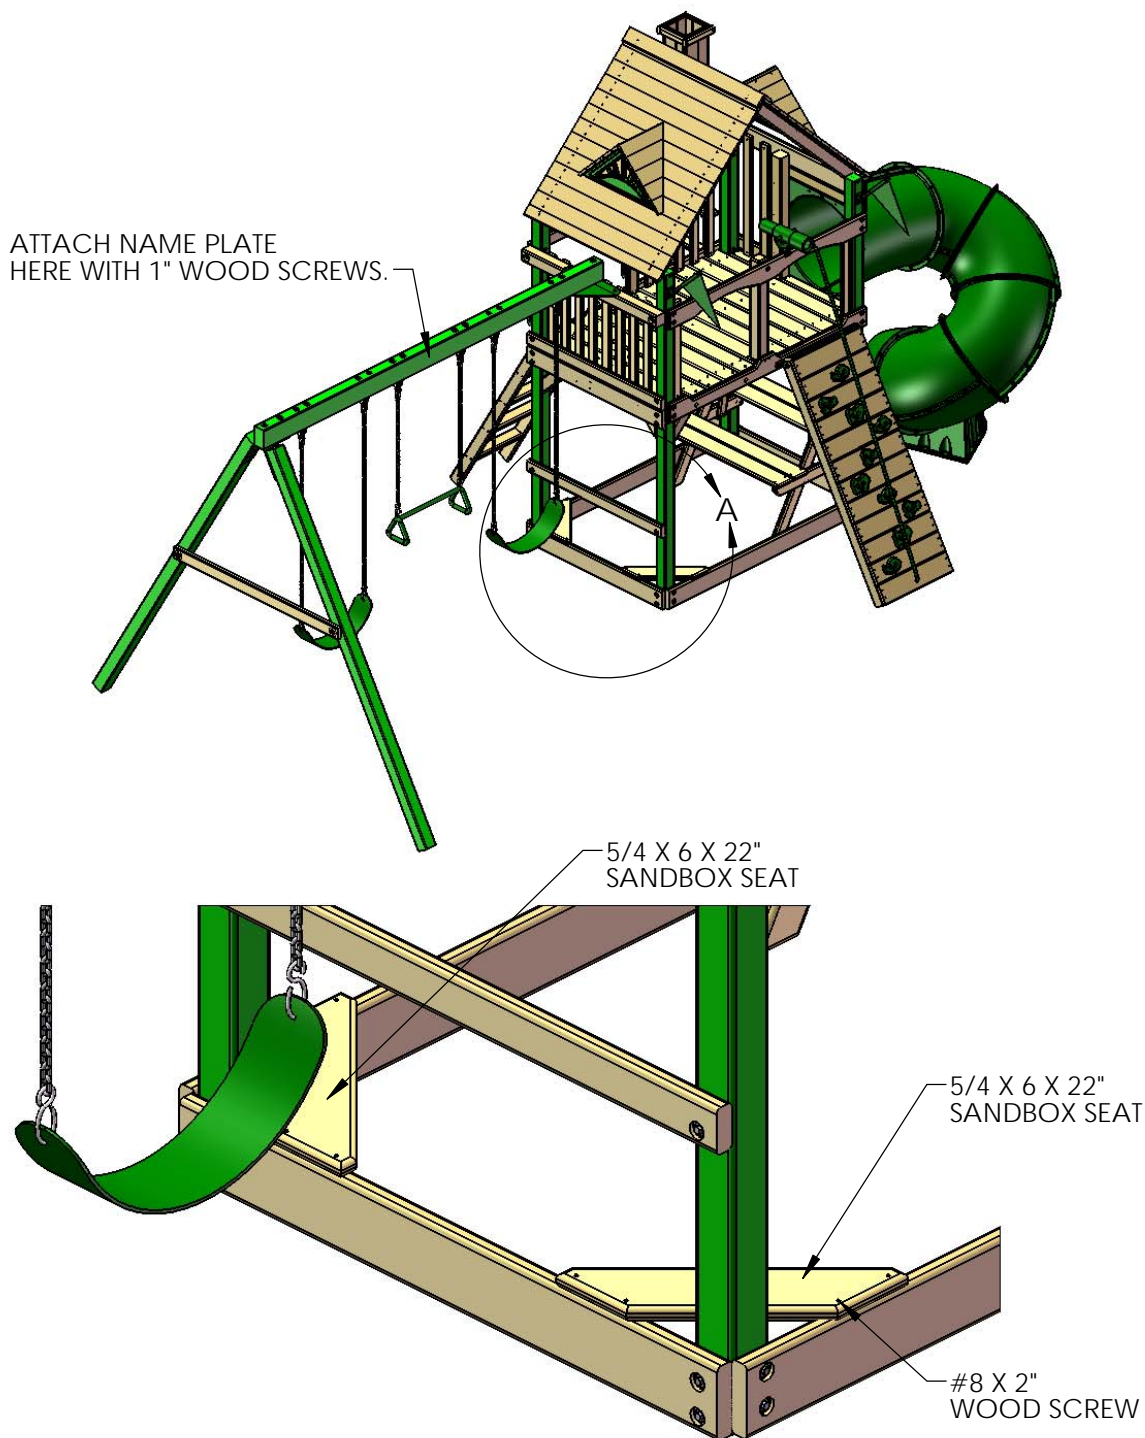 ATTACH NAME PLATE
HERE WITH 1" WOOD SCREWS.
A
5/4 X 6 X 22"
SANDBOX SEAT
5/4 X 6 X 22"
SANDBOX SEAT
#8 X 2"
WOOD SCREW